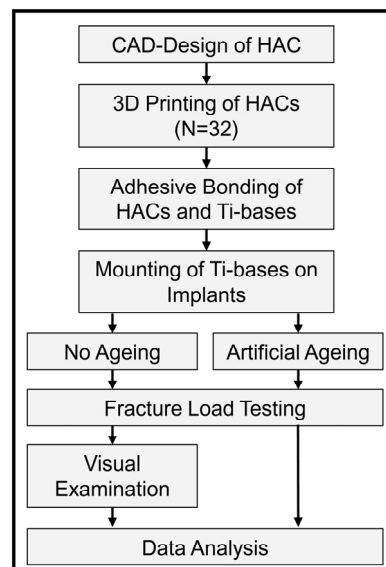 CAD-Design of HAC
3D Printing of HACs
(N=32)
Adhesive Bonding of
HACs and Ti-bases
Mounting of Ti-bases on
Implants
No Ageing
Artificial Ageing
Fracture Load Testing
Visual
Examination
Data Analysis